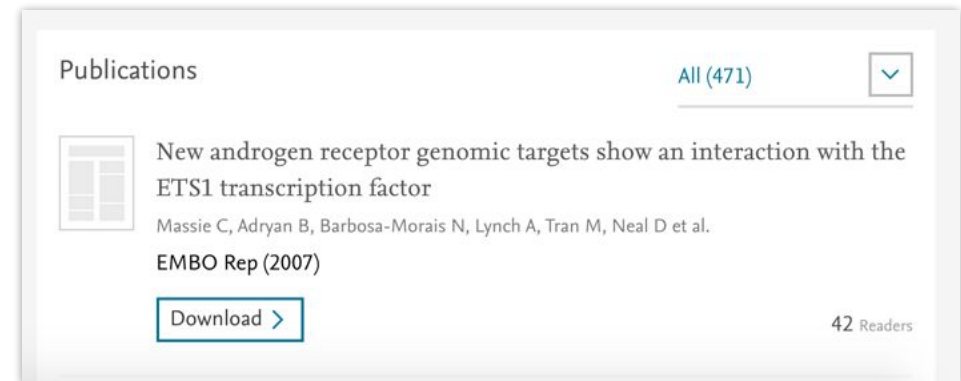 Publications
All (471)
New androgen receptor genomic targets show an interaction with the
ETS1 transcription factor
Massie C, Adryan B, Barbosa-Morais N, Lynch A, Tran M, Neal D et al.
EMBO Rep (2007)
Download
42 Readers